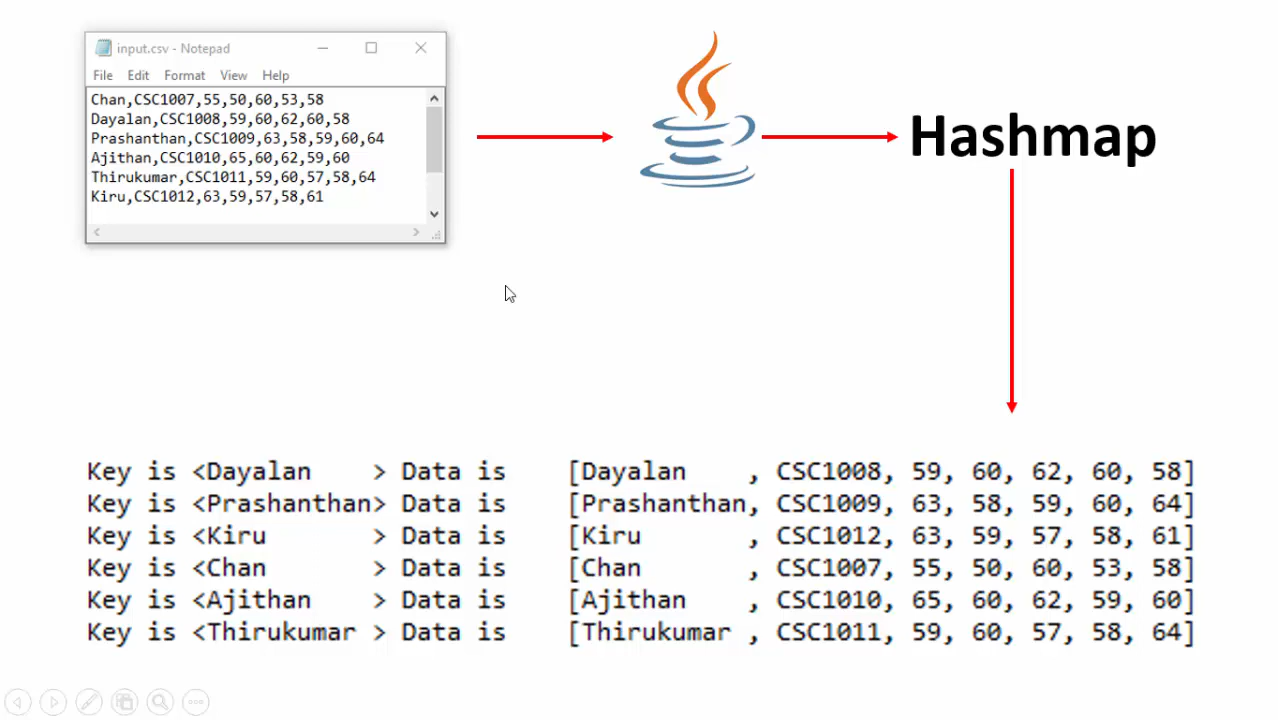 input.csv - Notepad
File Edit Format View Help
Chan,CSC1007,55,50,60,53,58
Dayalan,CSC1008,59,60,62,60,58
Prashanthan,CSC1009,63,58,59,60,64
Ajithan,CSC1010,65,60,62,59,60
Thirukumar,CSC1011,59,60,57,58,64
Kiru,CSC1012,63,59,57,58,61
Hashmap
Key is <Dayalan    > Data is    [Dayalan    , CSC1008, 59, 60, 62, 60, 58]
Key is <Prashanthan> Data is    [Prashanthan, CSC1009, 63, 58, 59, 60, 64]
Key is <Kiru       > Data is    [Kiru       , CSC1012, 63, 59, 57, 58, 61]
Key is <Chan       > Data is    [Chan       , CSC1007, 55, 50, 60, 53, 58]
Key is <Ajithan    > Data is    [Ajithan    , CSC1010, 65, 60, 62, 59, 60]
Key is <Thirukumar > Data is    [Thirukumar , CSC1011, 59, 60, 57, 58, 64]